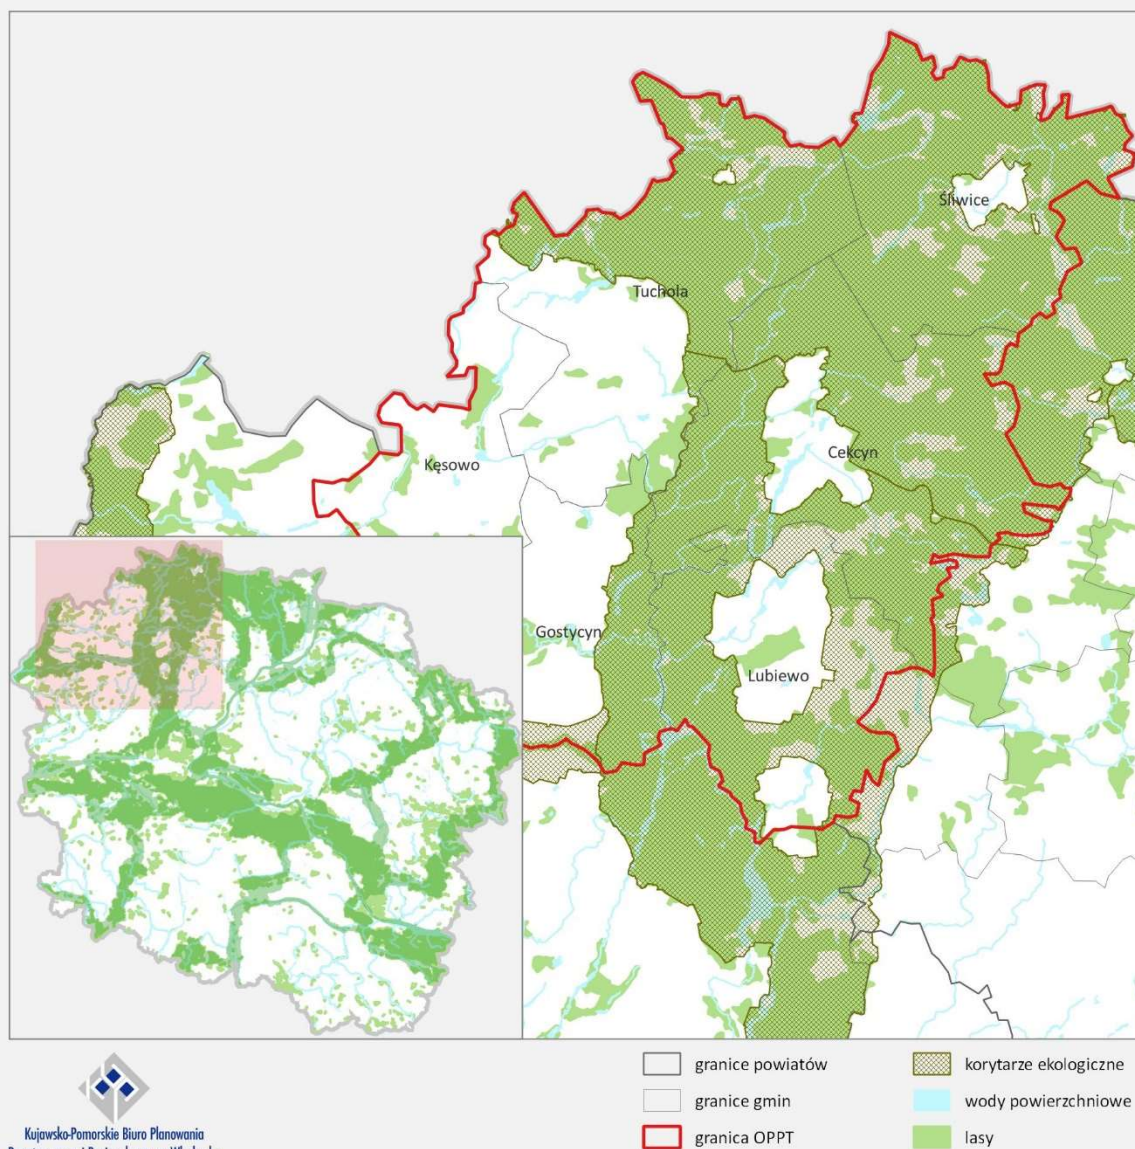 Śliwice
Tuchola
Cekcyn
Kęsowo
Gostycyn
Lubiewo
granice powiatów
granice gmin
granica OPPT
korytarze ekologiczne
wody powierzchniowe
lasy
Kujawsko-Pomorskie Biuro Planowania